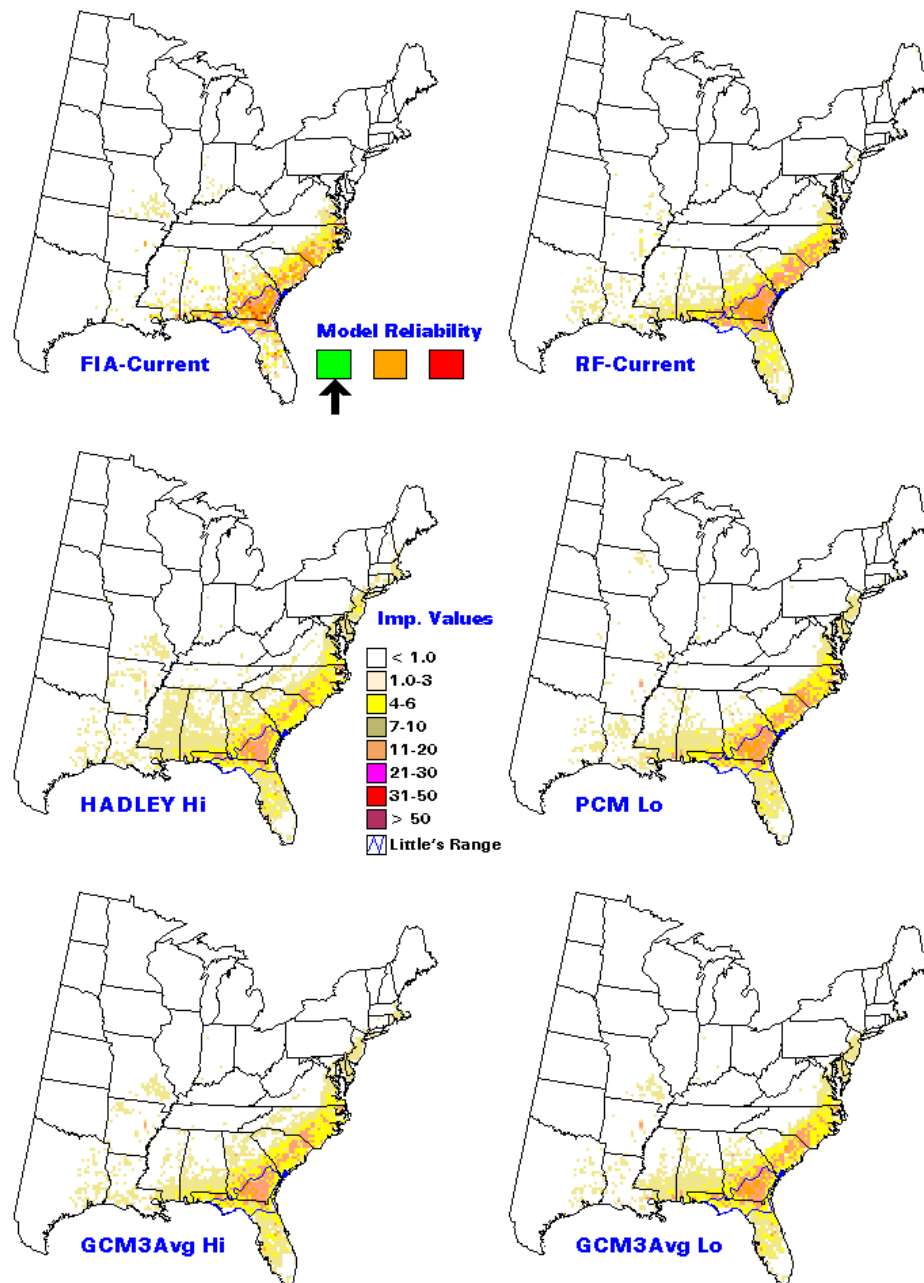 Model Reliability
FIA-Current
RF-Current
Imp. Values
< 1.0
1.0-3
4-6
7-10
11-20
21-30
31-50
> 50
Little's Range
HADLEY Hi
PCM Lo
GCM3Avg Hi
GCM3Avg Lo